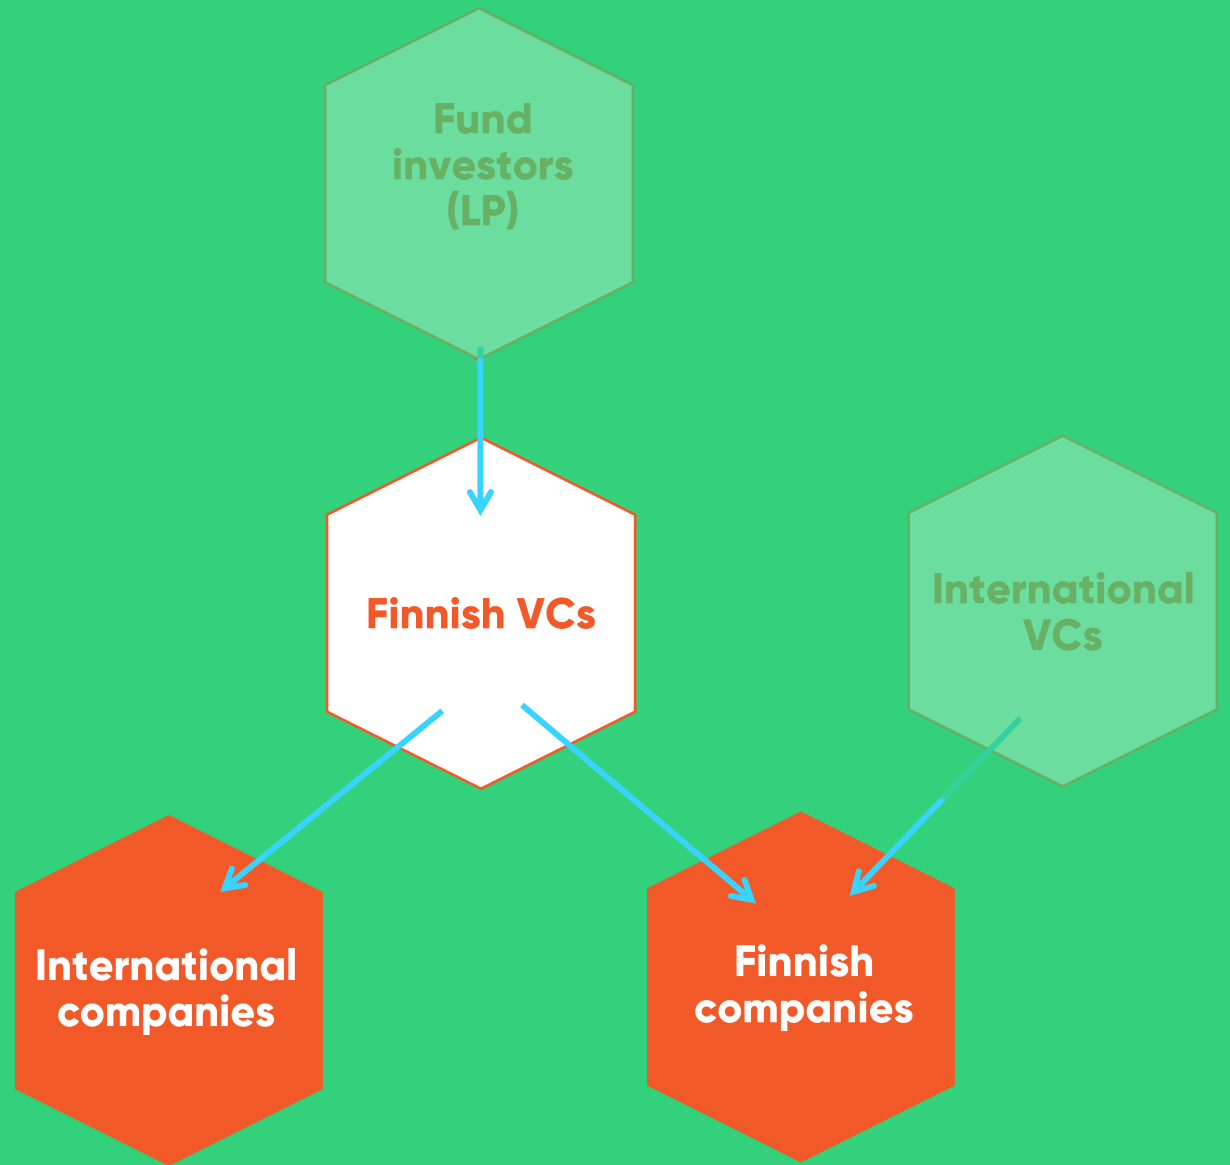 Fund
investors
(LP)
Finnish VCs
International
VCs
International
companies
Finnish
companies